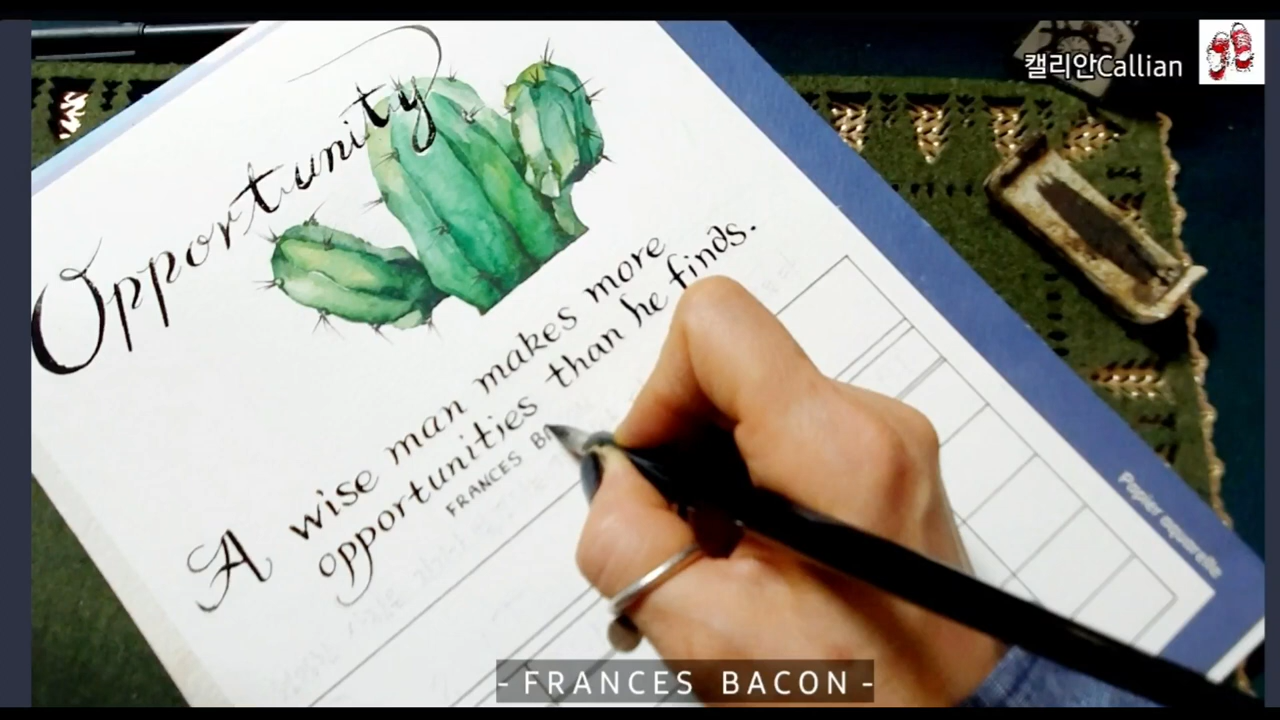 캘리안Callian
Opportunity
A wise man makes more
opportunities than he finds.
FRANCES BA
Papier aquarelle
- FRANCES BACON -